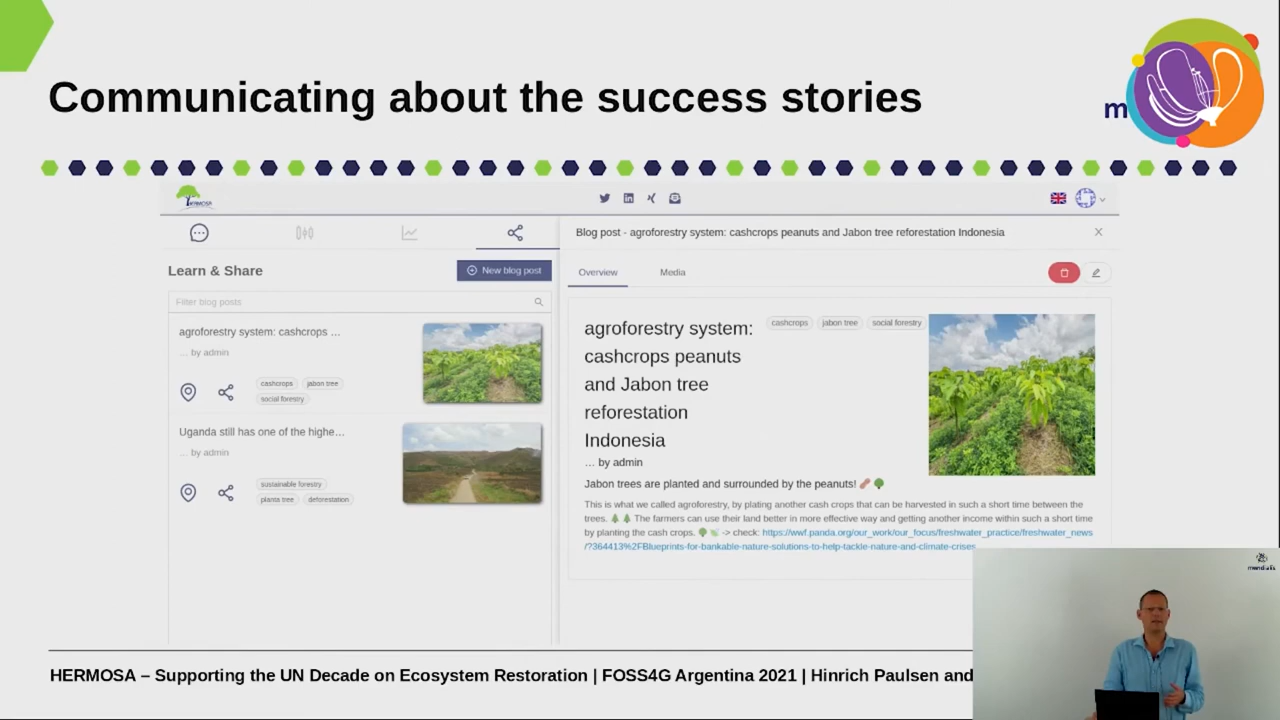 Communicating about the success stories
m
HERMOSA
Blog post - agroforestry system: cashcrops peanuts and Jabon tree reforestation Indonesia
Learn & Share
New blog post
Overview
Media
Filter blog posts
agroforestry system: cashcrops ...
... by admin
cashcrops
jabon tree
social forestry
Uganda still has one of the highe...
... by admin
sustainable forestry
planta tree
deforestation
agroforestry system:
cashcrops peanuts
and Jabon tree
reforestation
Indonesia
cashcrops
jabon tree
social forestry
... by admin
Jabon trees are planted and surrounded by the peanuts! 🥜 🌳
This is what we called agroforestry, by plating another cash crops that can be harvested in such a short time between the
trees. 🌲 🌲 The farmers can use their land better in more effective way and getting another income within such a short time
by planting the cash crops. 🌳 🍃 -> check: https://wwf.panda.org/our_work/our_focus/freshwater_practice/freshwater_news
/?364413%2FBlueprints-for-bankable-nature-solutions-to-help-tackle-nature-and-climate-crises
mundialis
HERMOSA – Supporting the UN Decade on Ecosystem Restoration | FOSS4G Argentina 2021 | Hinrich Paulsen and